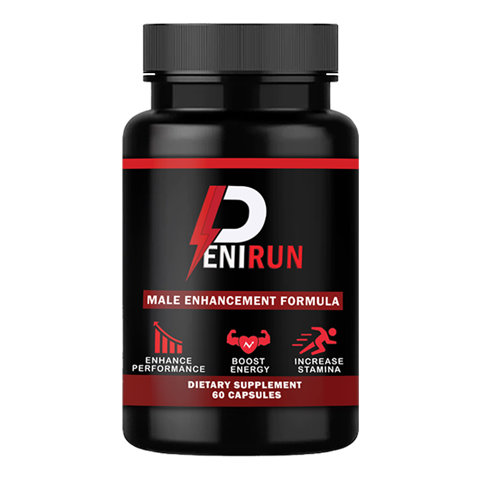 PENIRUN
MALE ENHANCEMENT FORMULA
ENHANCE
PERFORMANCE
BOOST
ENERGY
INCREASE
STAMINA
DIETARY SUPPLEMENT
60 CAPSULES